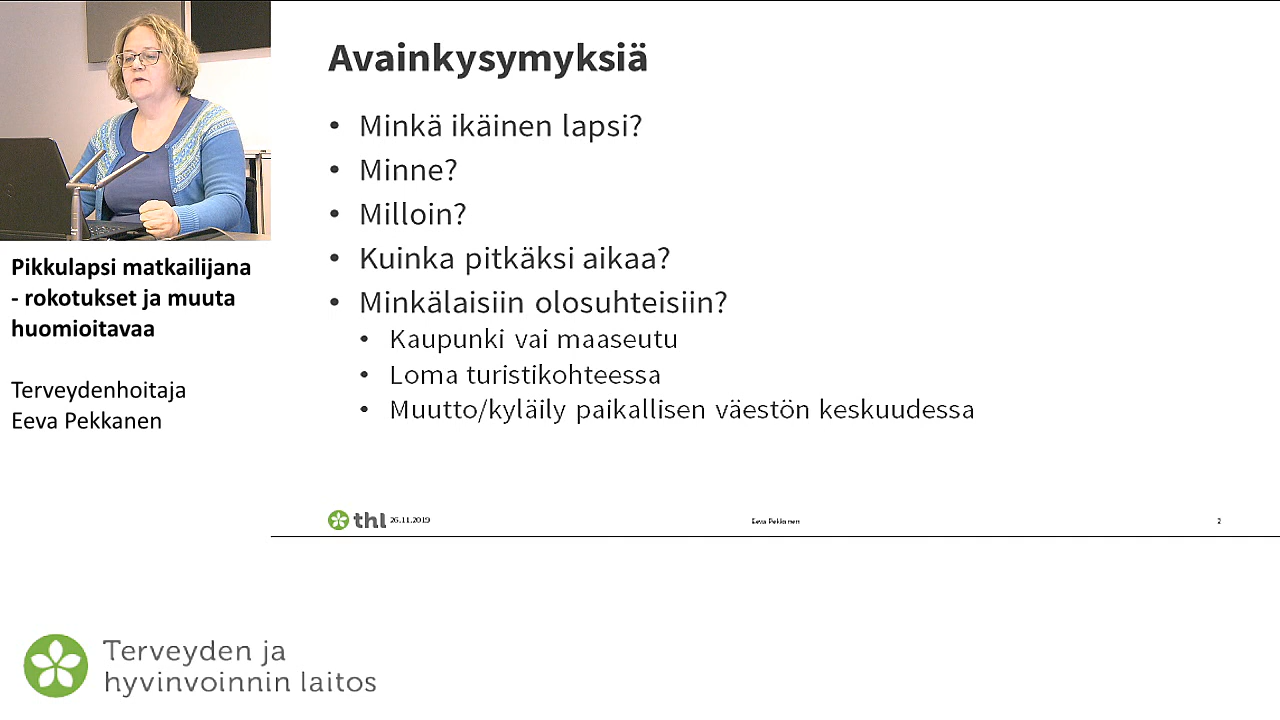 Avainkysymyksiä
• Minkä ikäinen lapsi?
• Minne?
• Milloin?
• Kuinka pitkäksi aikaa?
• Minkälaisiin olosuhteisiin?
• Kaupunki vai maaseutu
• Loma turistikohteessa
• Muutto/kyläily paikallisen väestön keskuudessa
thl 26.11.2019 Eeva Pekkanen 2
Pikkulapsi matkailijana
- rokotukset ja muuta
huomioitavaa
Terveydenhoitaja
Eeva Pekkanen
Terveyden ja
hyvinvoinnin laitos